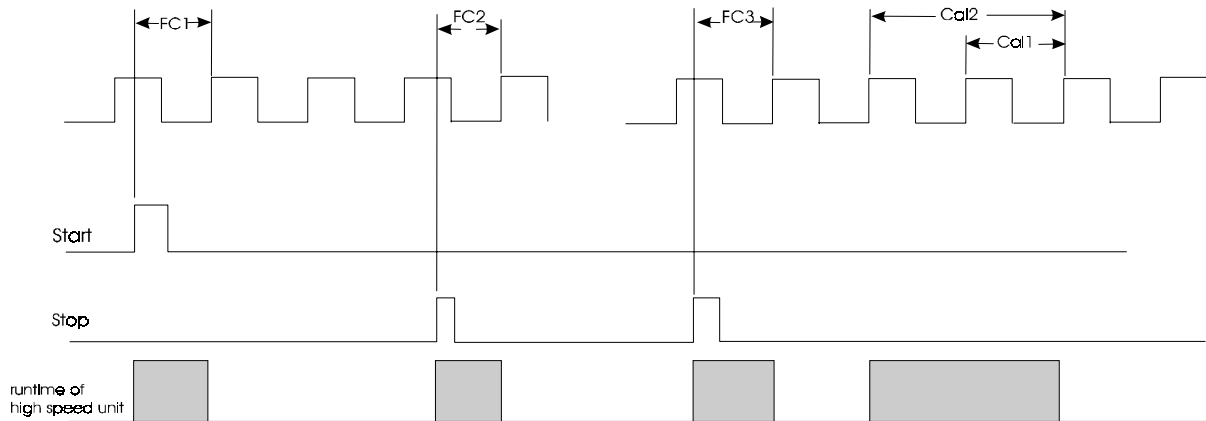 FC1
FC2
FC3
Cal2
Cal1
Start
Stop
runtime of
high speed unit